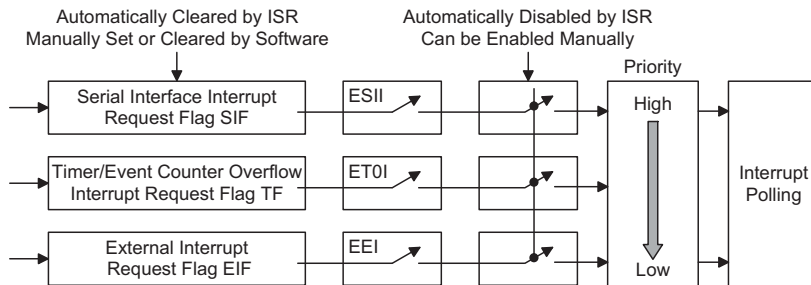 Automatically Cleared by ISR
Manually Set or Cleared by Software
Automatically Disabled by ISR
Can be Enabled Manually
Priority
Serial Interface Interrupt
Request Flag SIF
ESII
High
Timer/Event Counter Overflow
Interrupt Request Flag TF
ET0I
Interrupt
Polling
External Interrupt
Request Flag EIF
EEI
Low